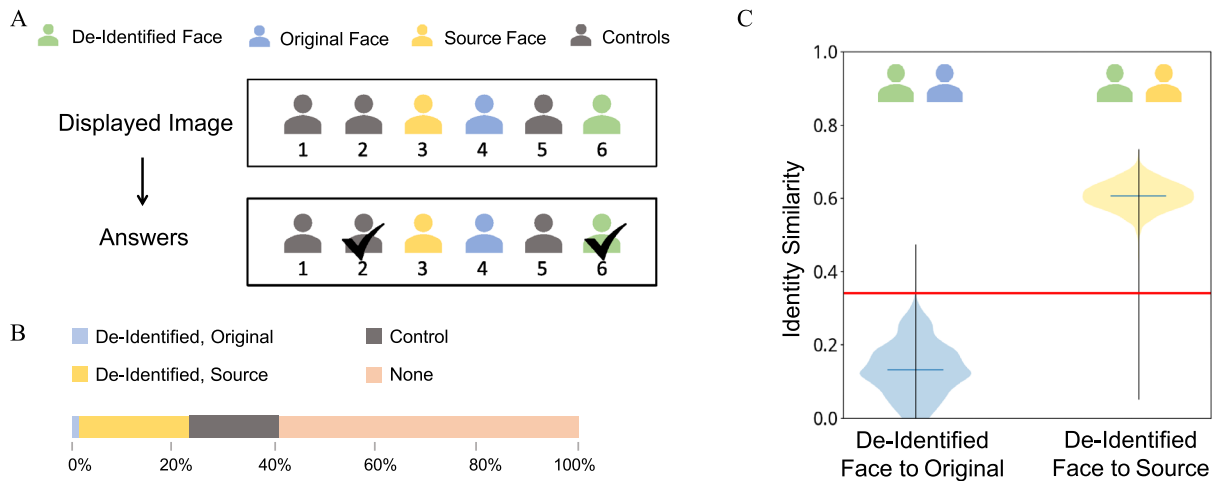 A
De-Identified Face Original Face Source Face Controls
Displayed Image
1 2 3 4 5 6
Answers
1 2 3 4 5 6
B
De-Identified, Original Control
De-Identified, Source None
0% 20% 40% 60% 80% 100%
C
Identity Similarity
1.0
0.8
0.6
0.4
0.2
0.0
De-Identified Face to Original
De-Identified Face to Source